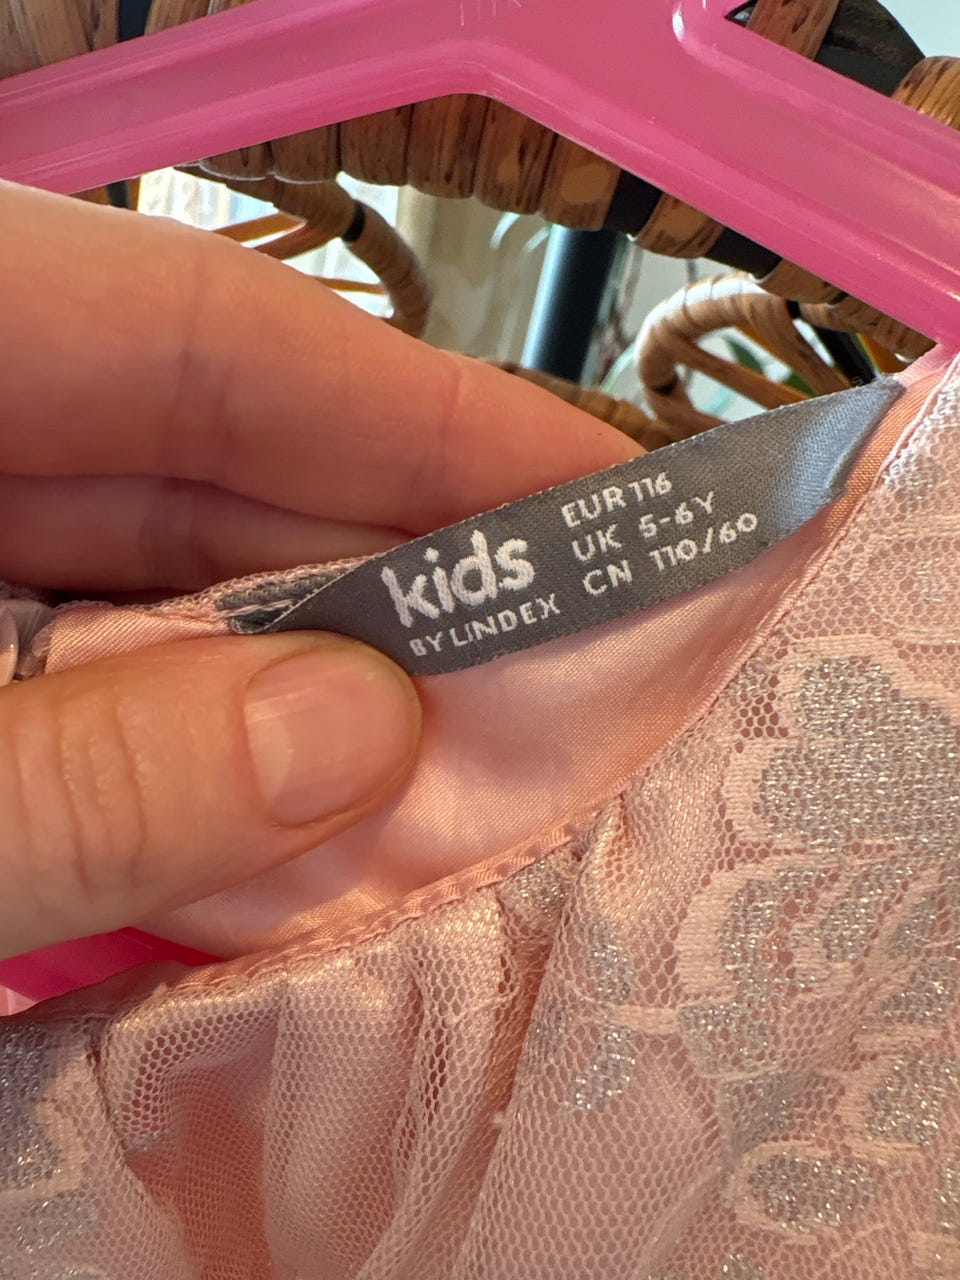 kids
BY LINDEX
EUR 116
UK 5-6Y
CN 110/60